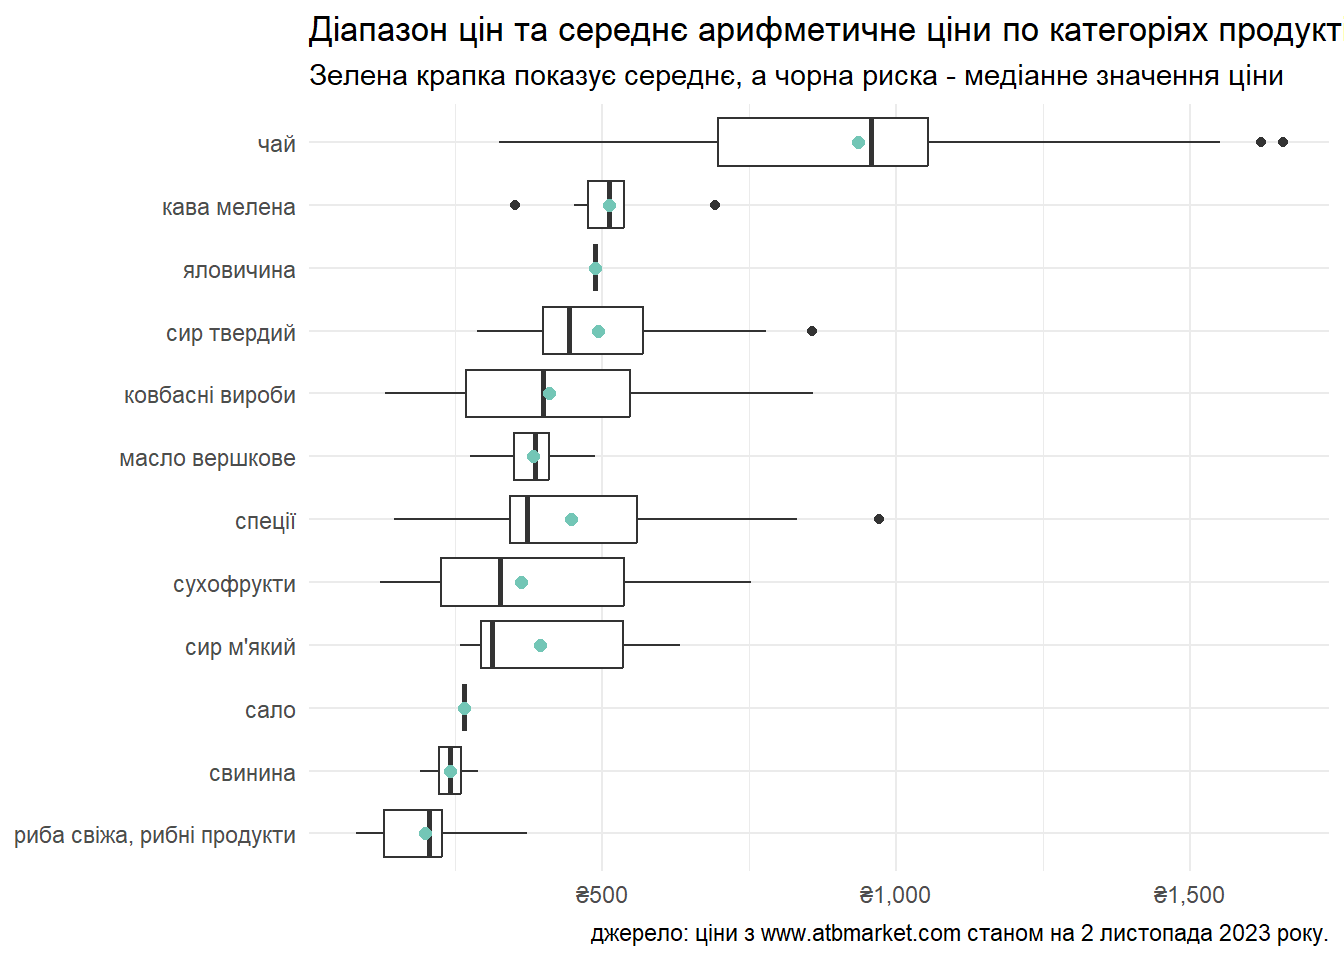 Діапазон цін та середнє арифметичне ціни по категоріях продукт
Зелена крапка показує середнє, а чорна риска - медіанне значення ціни
чай
кава мелена
яловичина
сир твердий
ковбасні вироби
масло вершкове
спеції
сухофрукти
сир м'який
сало
свинина
риба свіжа, рибні продукти
₴500 ₴1,000 ₴1,500
джерело: ціни з www.atbmarket.com станом на 2 листопада 2023 року.